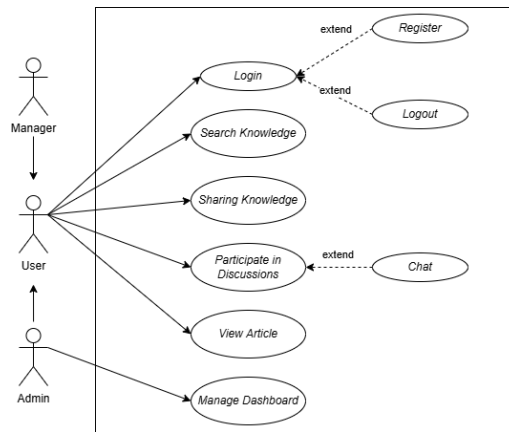 Register
extend
Login
extend
Logout
Manager
Search Knowledge
Sharing Knowledge
User
Participate in
Discussions
extend
Chat
View Article
Admin
Manage Dashboard